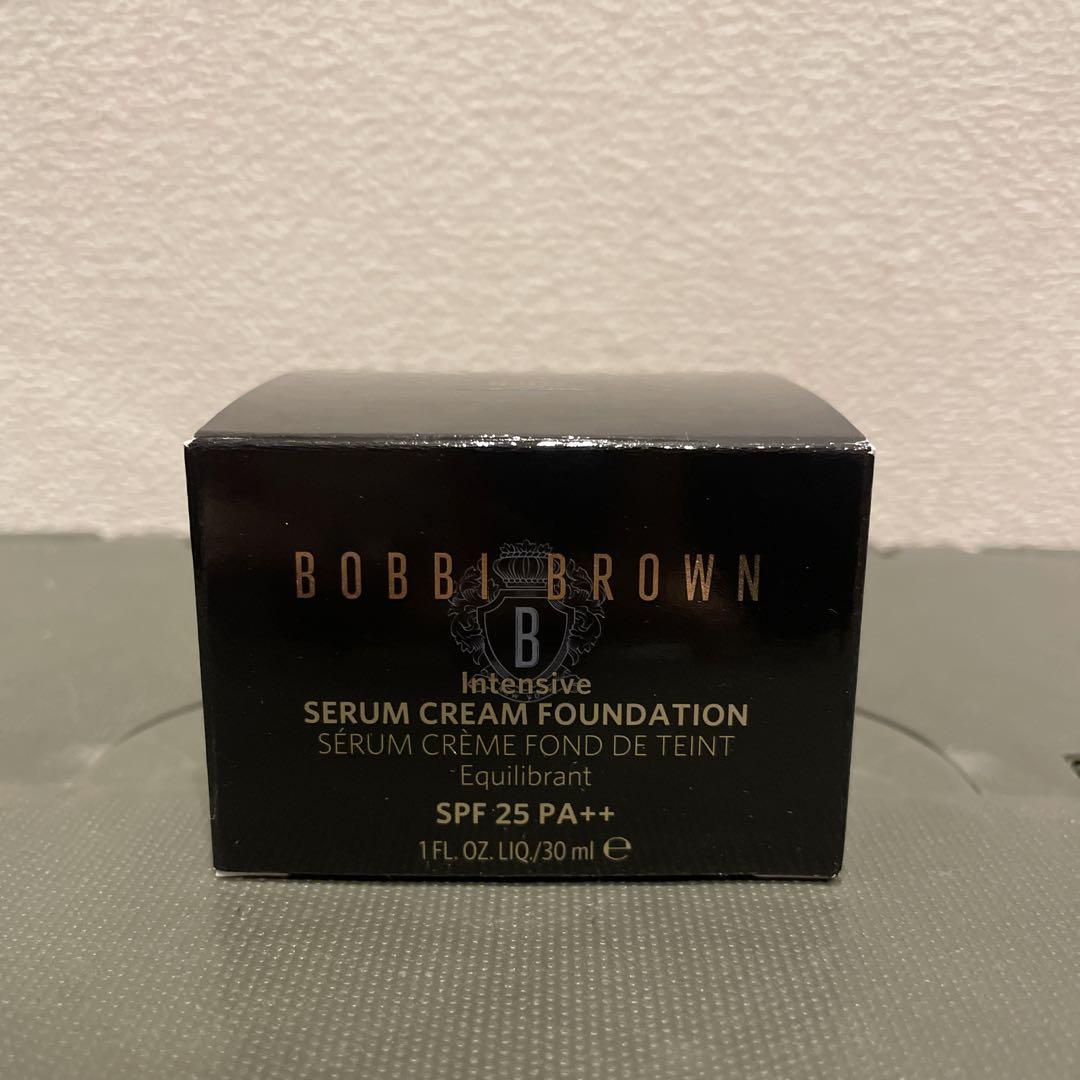 BOBBI BROWN
B
Intensive
SERUM CREAM FOUNDATION
SÉRUM CRÈME FOND DE TEINT
Equilibrant
SPF 25 PA++
1 FL. OZ. LIQ./30 ml ℮